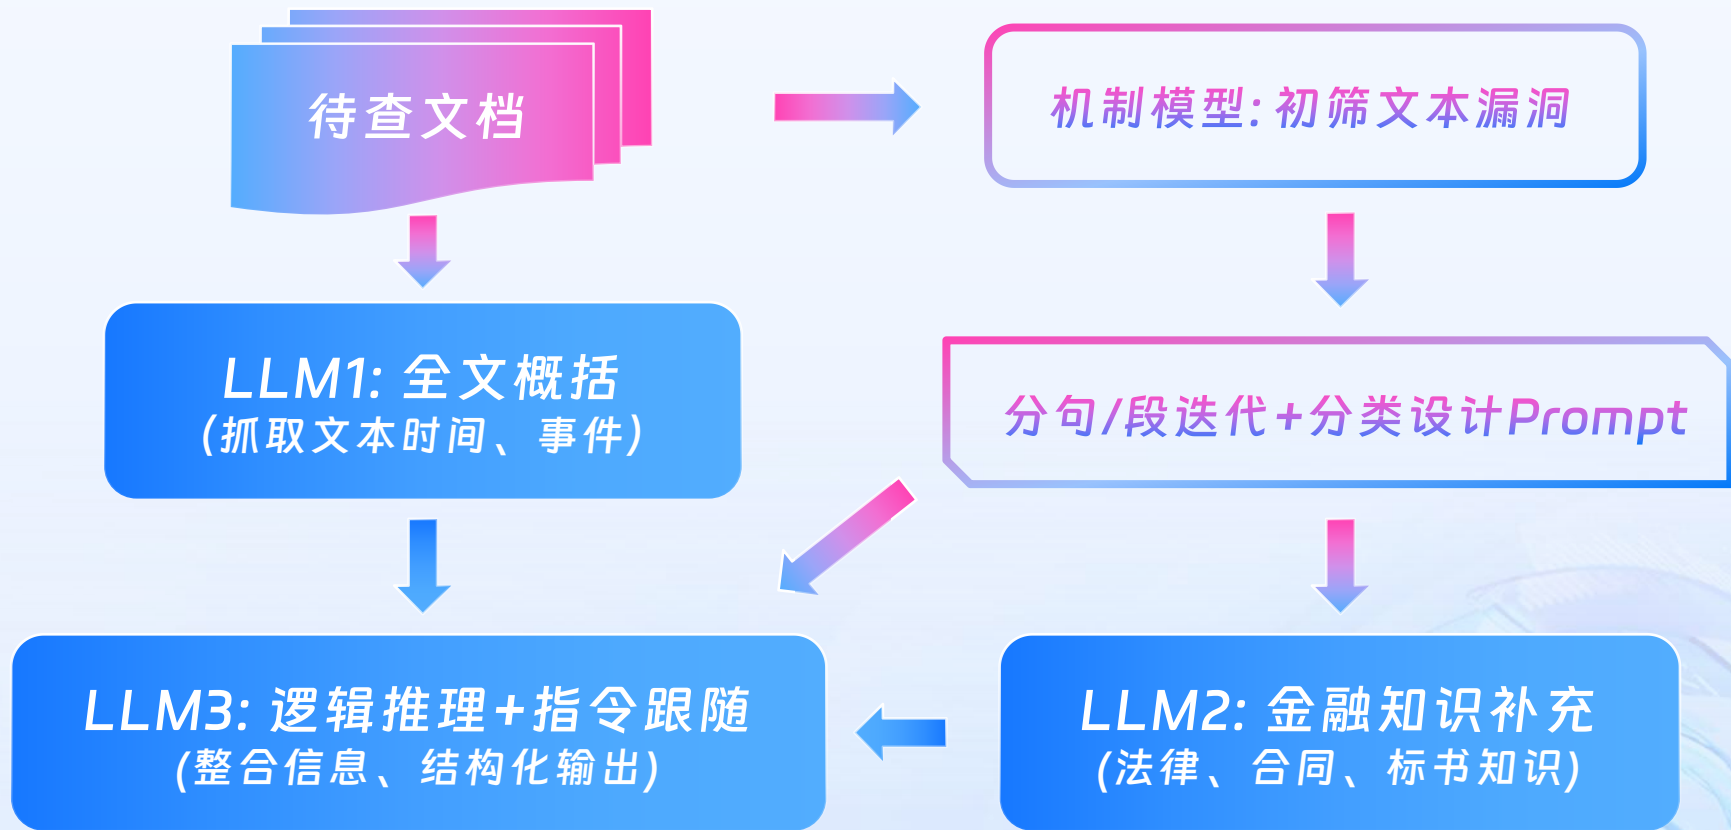 待查文档
机制模型:初筛文本漏洞
LLM1: 全文概括
(抓取文本时间、事件)
分句/段迭代+分类设计Prompt
LLM3: 逻辑推理+指令跟随
(整合信息、结构化输出)
LLM2: 金融知识补充
(法律、合同、标书知识)